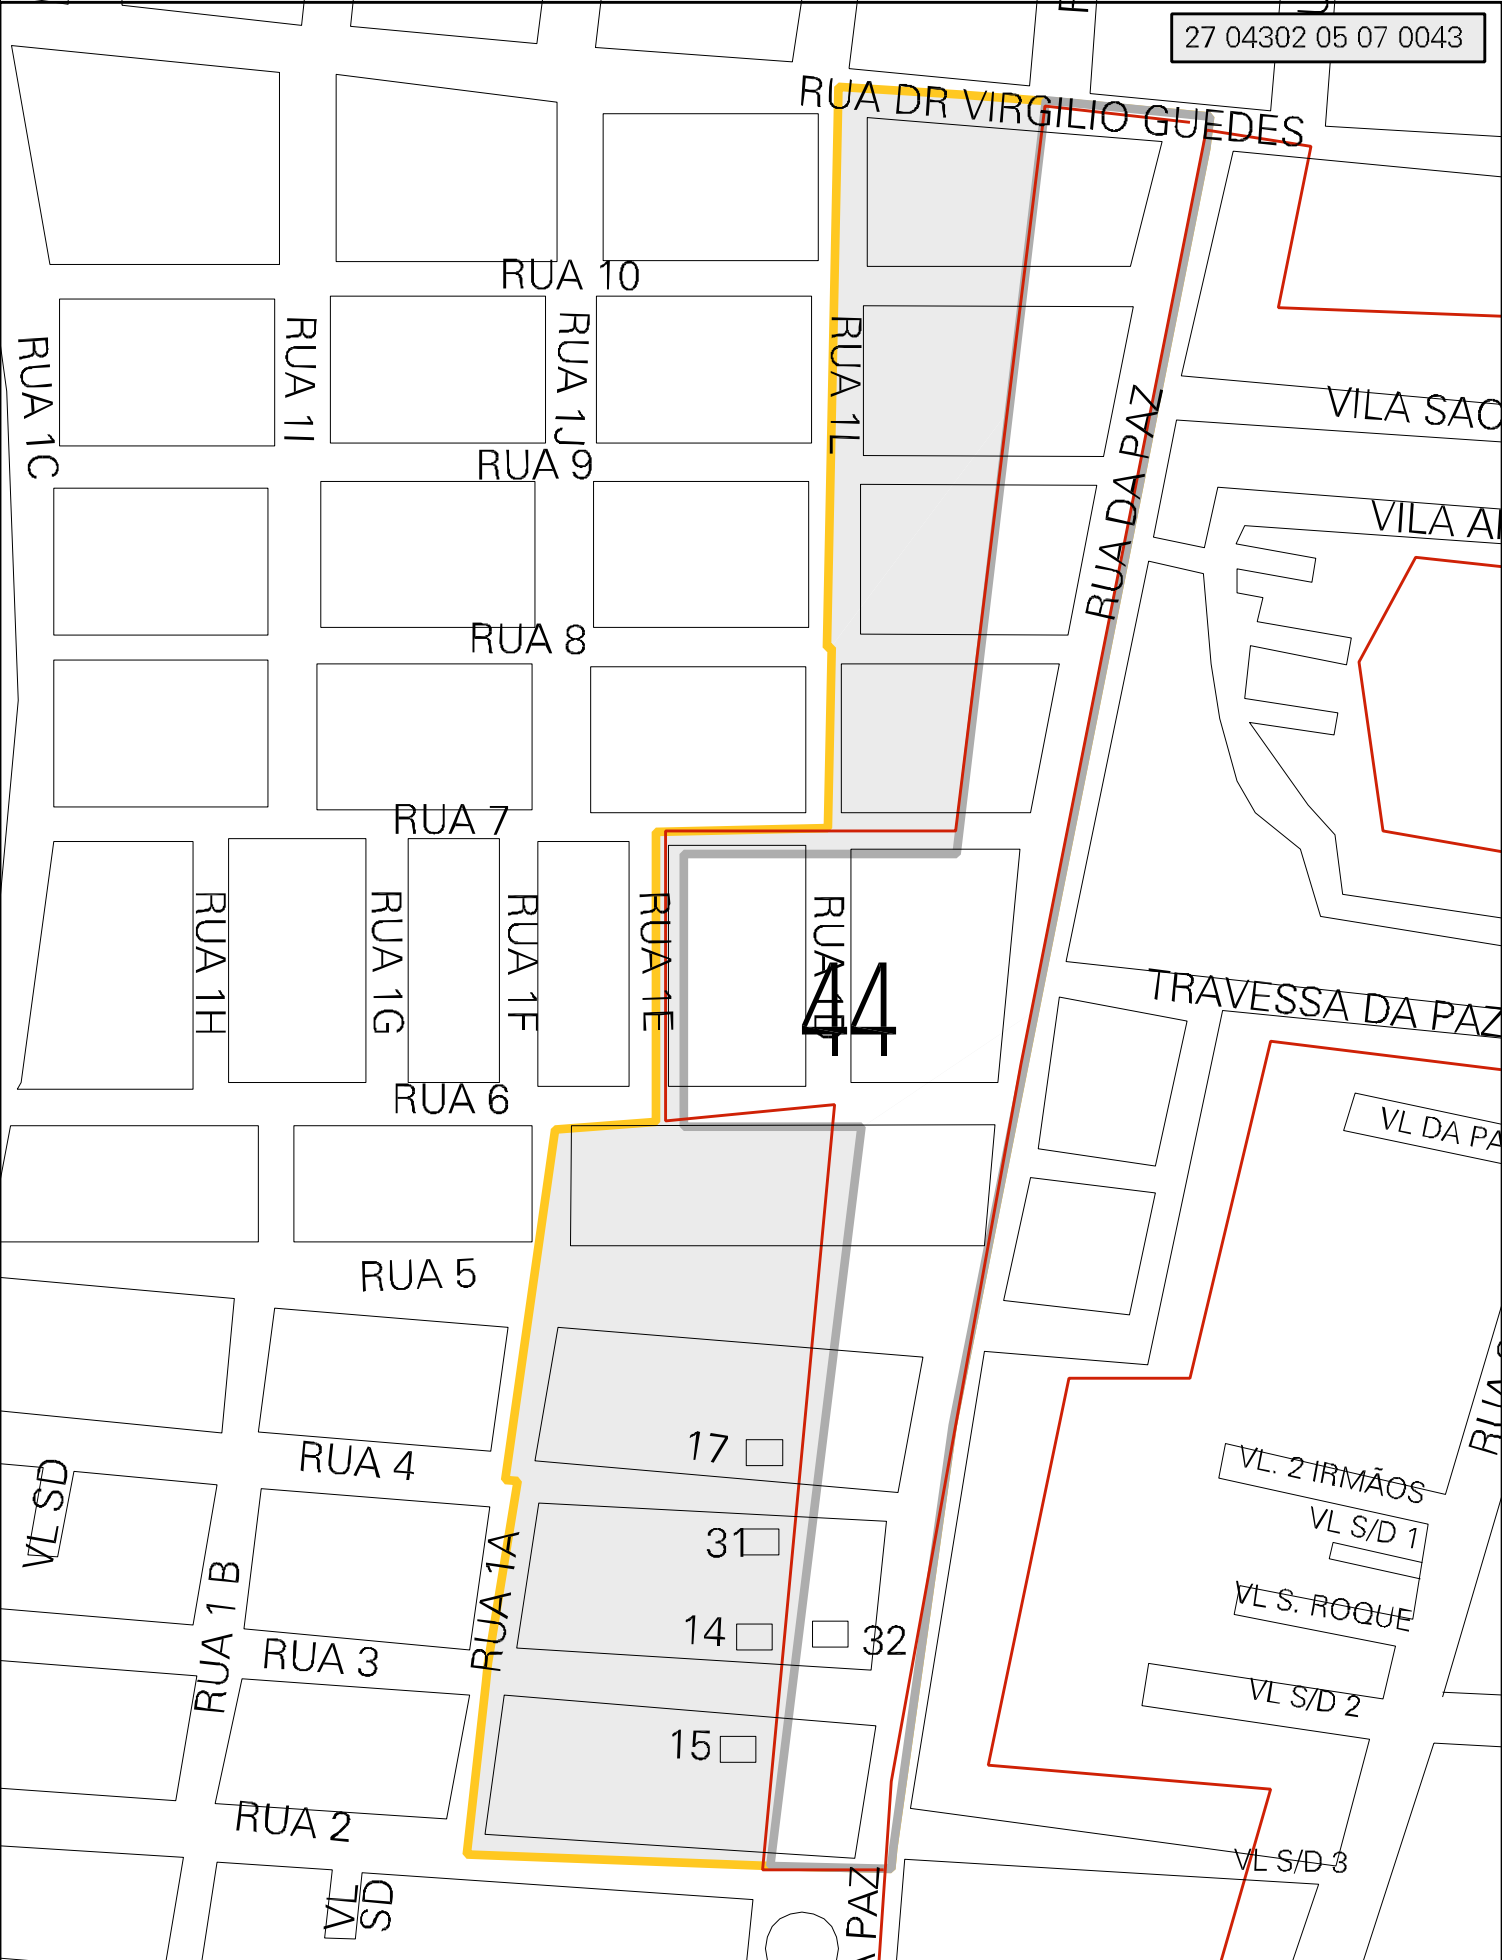 27 04302 05 07 0043
RUA DR VIRGILIO GUEDES
RUA 10
RUA 1C
RUA 1I
RUA 1J
RUA 1L
RUA DA PAZ
VILA SAO
RUA 9
VILA
RUA 8
RUA 7
RUA 1H
RUA 1G
RUA 1F
RUA 1E
RUA
44
TRAVESSA DA PAZ
RUA 6
VL DA PA
RUA 5
RUA
17
RUA 4
VL. 2 IRMÃOS
VL SD
31
VL S/D 1
RUA 1A
RUA 1 B
VL S. ROQUE
14
32
RUA 3
VL S/D 2
15
RUA 2
VL S/D 3
VL
SD
PAZ